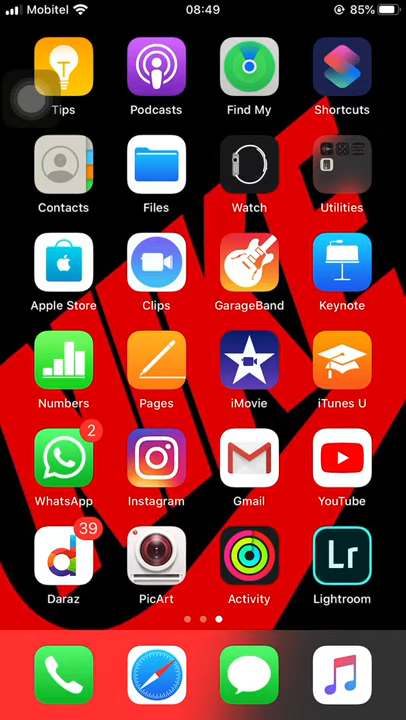 Mobitel 08:49 85%
Tips Podcasts Find My Shortcuts
Contacts Files Watch Utilities
Apple Store Clips GarageBand Keynote
Numbers Pages iMovie iTunes U
2
WhatsApp Instagram Gmail YouTube
39
Lr
Daraz PicArt Activity Lightroom